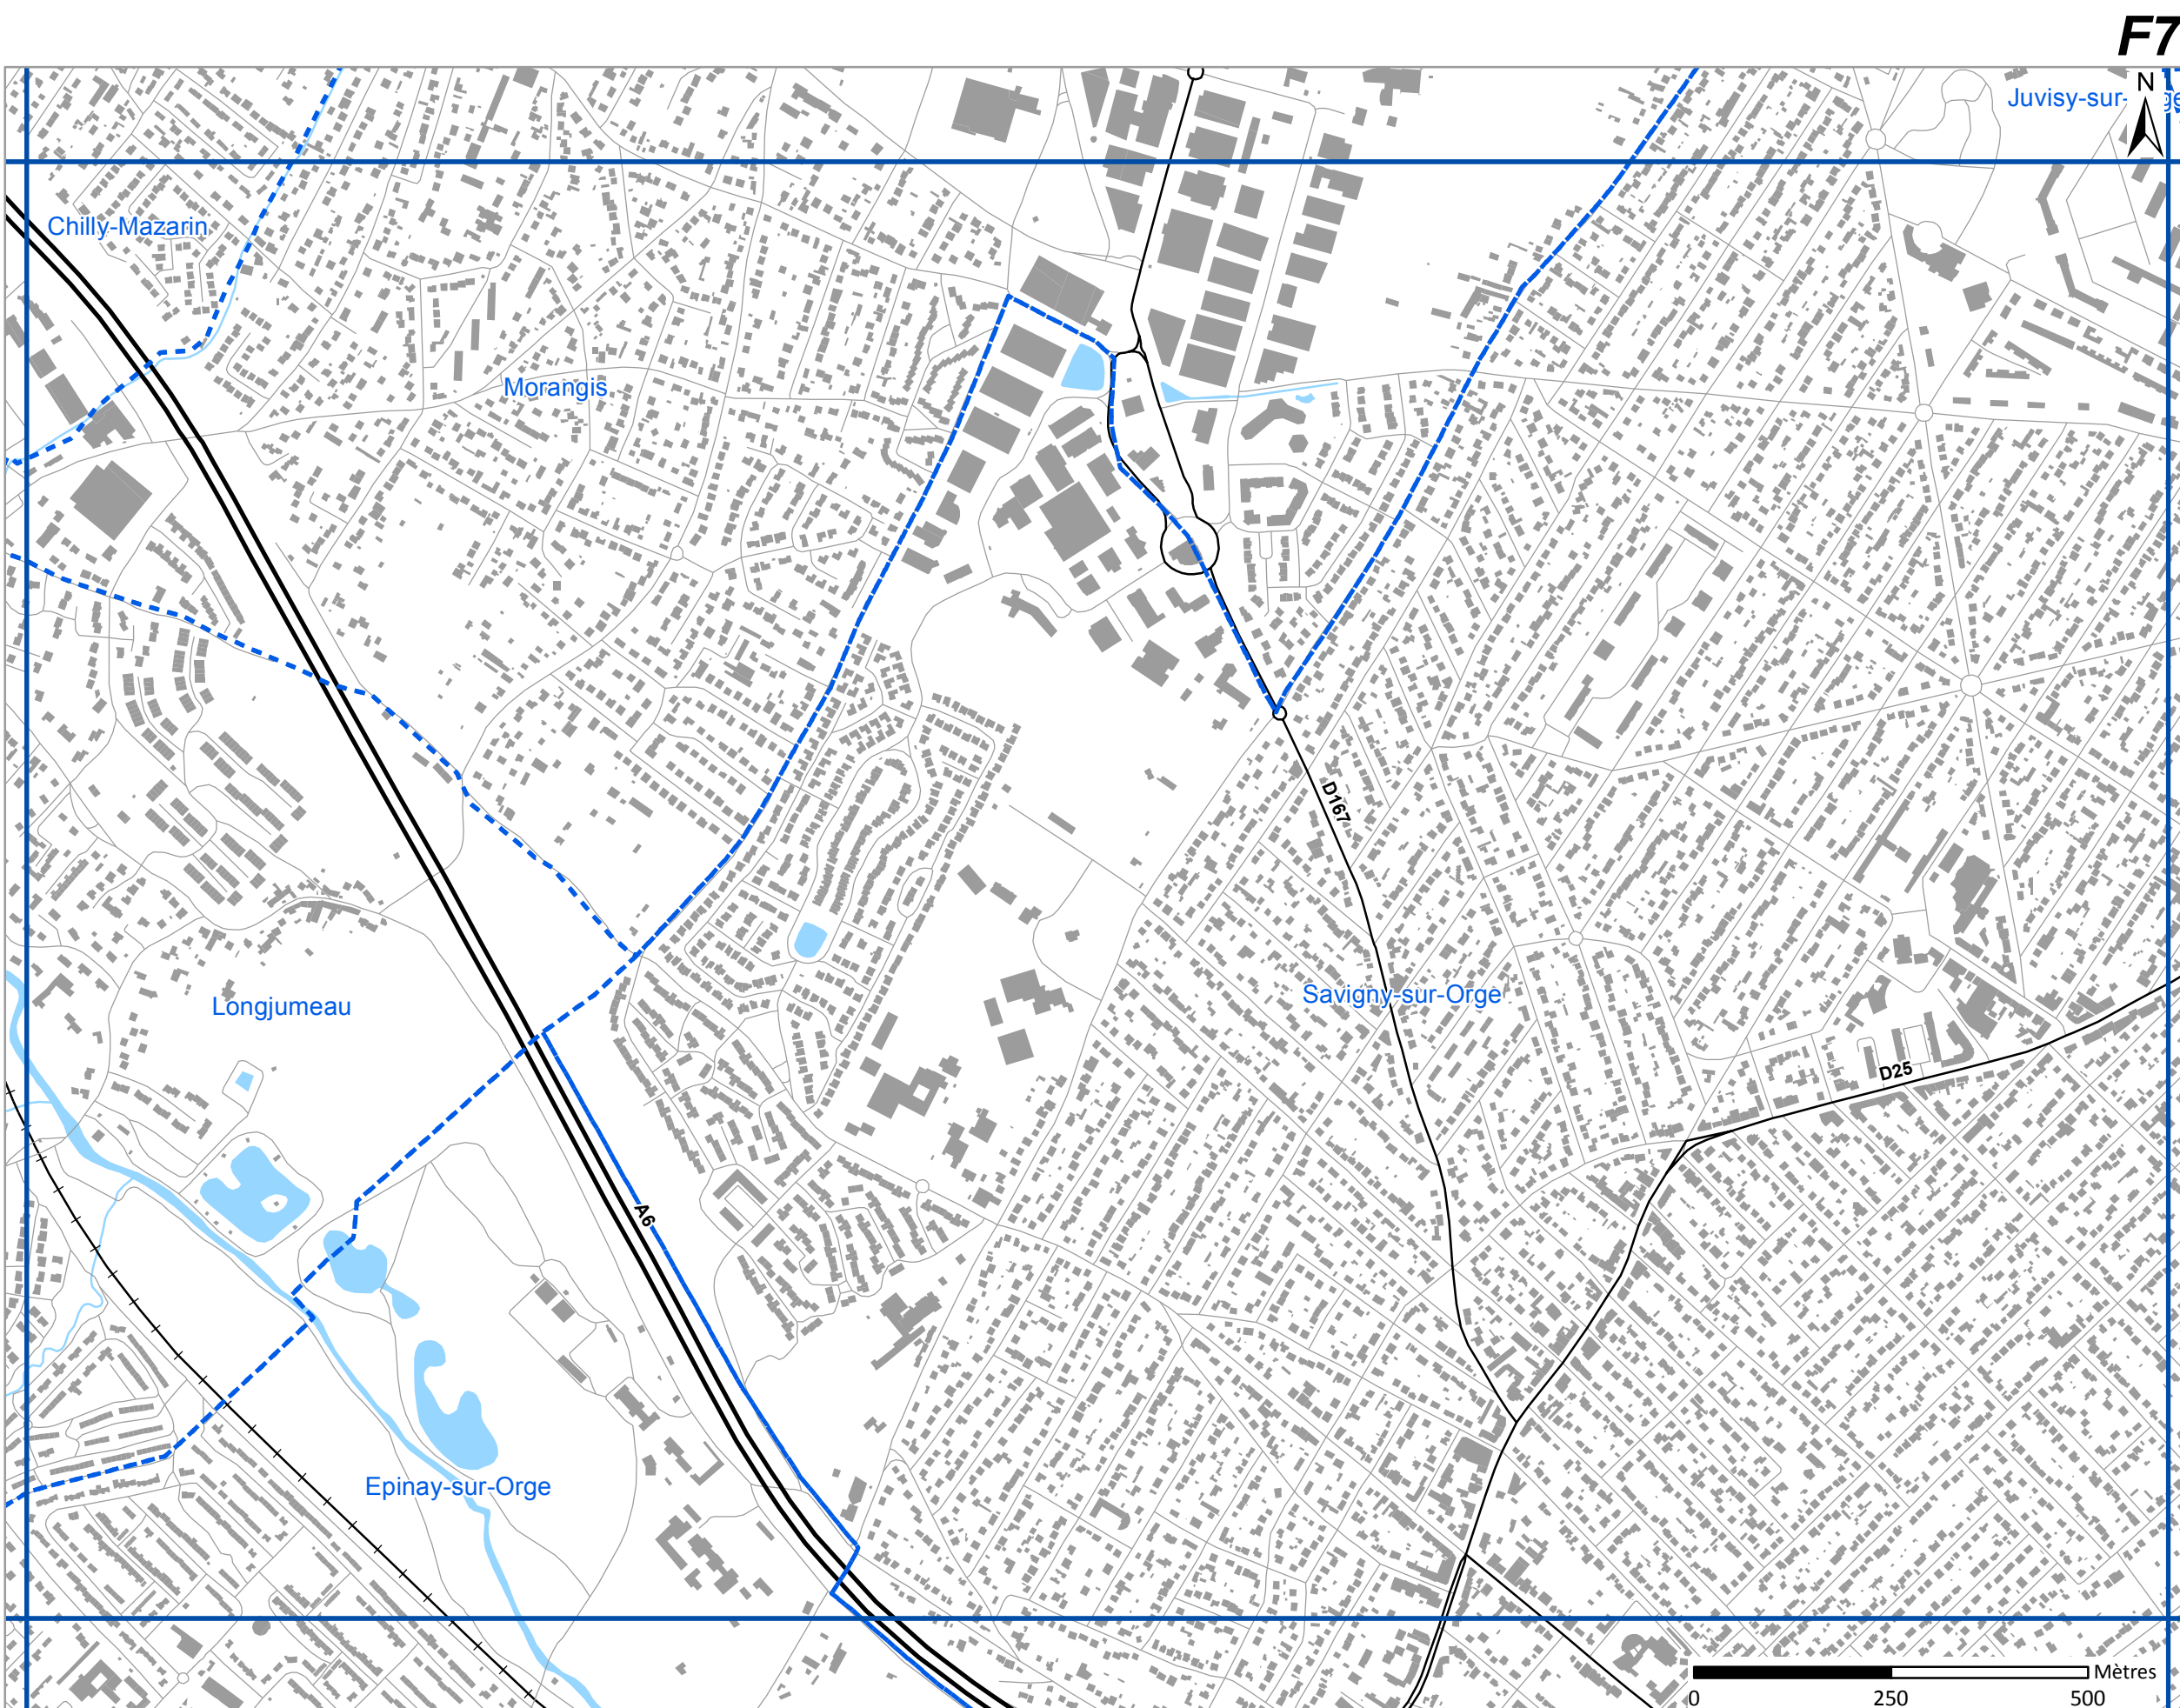 F7
N
Juvisy-sur-
Chilly-Mazarin
Morangis
D167
Longjumeau
Savigny-sur-Orge
D25
A6
Epinay-sur-Orge
Mètres
0 250 500